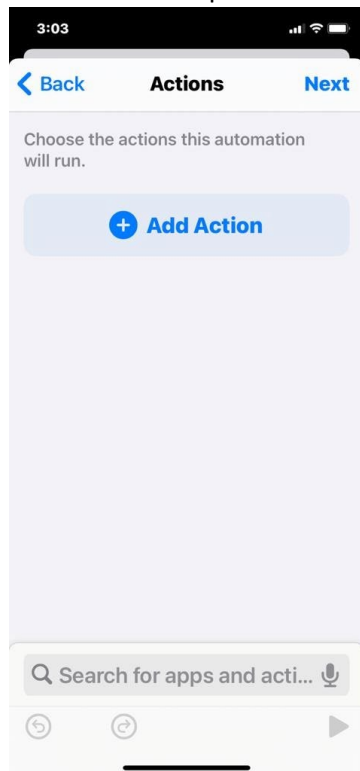 3:03
Back Actions Next
Choose the actions this automation
will run.
Add Action
Search for apps and acti...